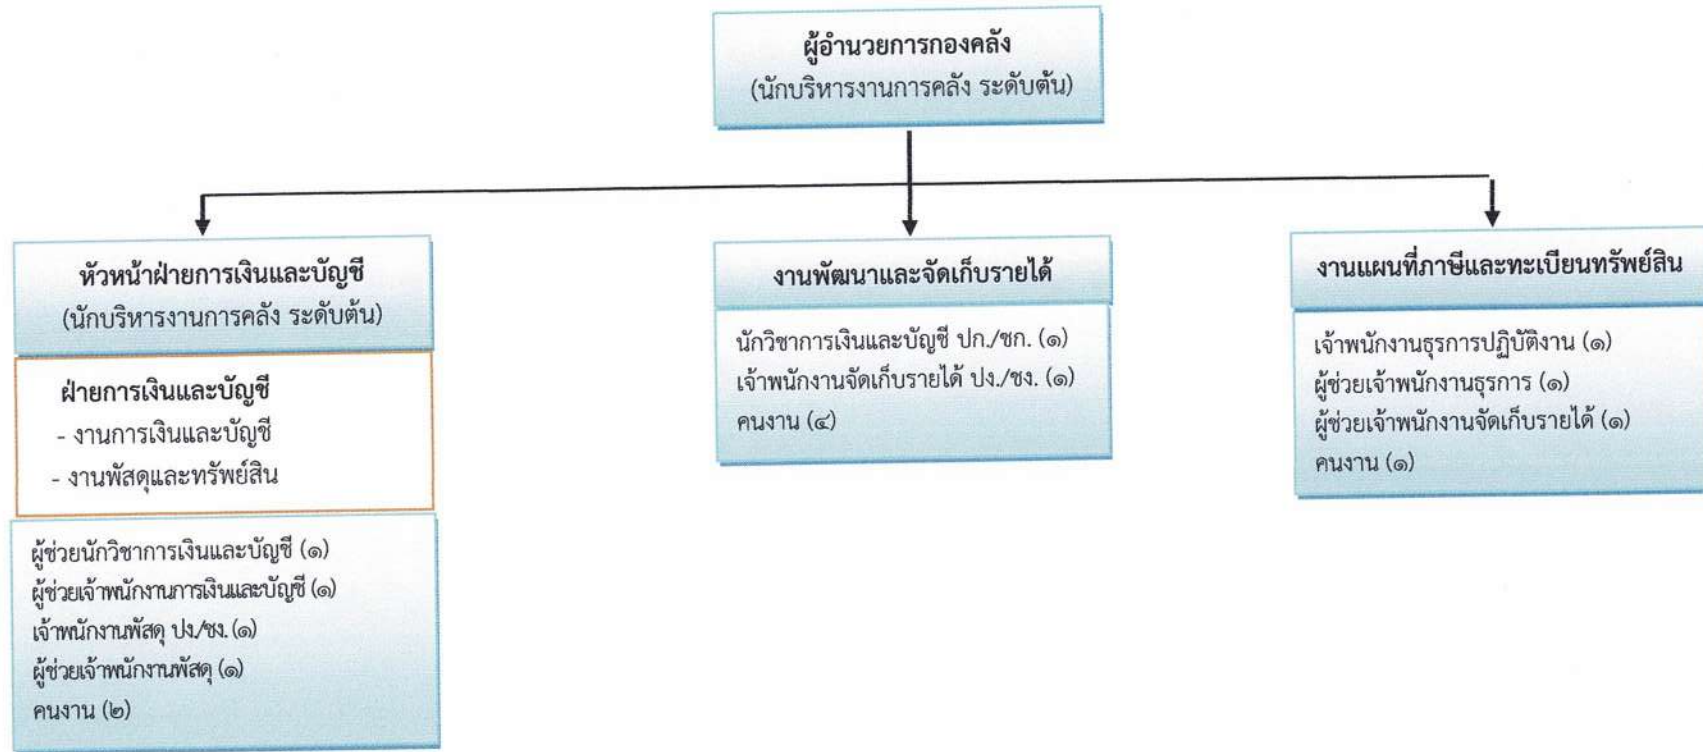 ผู้อำนวยการกองคลัง
(นักบริหารงานการคลัง ระดับต้น)
หัวหน้าฝ่ายการเงินและบัญชี
(นักบริหารงานการคลัง ระดับต้น)
ฝ่ายการเงินและบัญชี
- งานการเงินและบัญชี
- งานพัสดุและทรัพย์สิน
ผู้ช่วยนักวิชาการเงินและบัญชี (๑)
ผู้ช่วยเจ้าพนักงานการเงินและบัญชี (๑)
เจ้าพนักงานพัสดุ ปง./ชง. (๑)
ผู้ช่วยเจ้าพนักงานพัสดุ (๑)
คนงาน (๒)
งานพัฒนาและจัดเก็บรายได้
นักวิชาการเงินและบัญชี ปก./ชก. (๑)
เจ้าพนักงานจัดเก็บรายได้ ปง./ชง. (๑)
คนงาน (๔)
งานแผนที่ภาษีและทะเบียนทรัพย์สิน
เจ้าพนักงานธุรการปฏิบัติงาน (๑)
ผู้ช่วยเจ้าพนักงานธุรการ (๑)
ผู้ช่วยเจ้าพนักงานจัดเก็บรายได้ (๑)
คนงาน (๑)